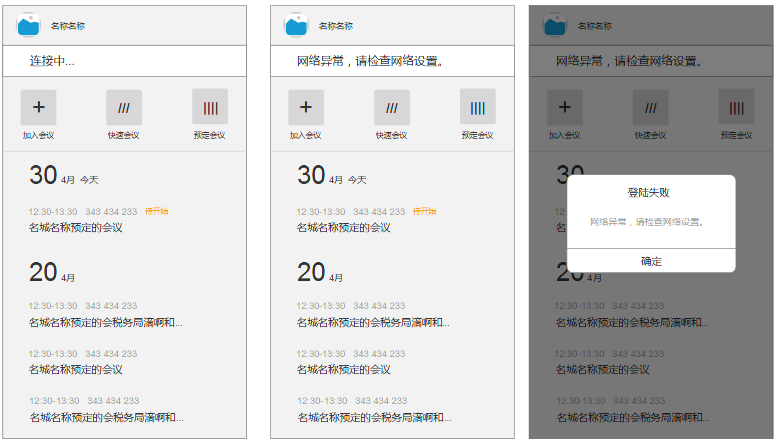 名称名称
连接中...
+
///
||||
加入会议
快速会议
预定会议
30 4月 今天
12:30-13:30 343 434 233 待开始
名城名称预定的会议
20 4月
12:30-13:30 343 434 233
名城名称预定的会税务局滴啊和...
12:30-13:30 343 434 233
名城名称预定的会议
12:30-13:30 343 434 233
名城名称预定的会税务局滴啊和...
名称名称
网络异常，请检查网络设置。
+
///
||||
加入会议
快速会议
预定会议
30 4月 今天
12:30-13:30 343 434 233 待开始
名城名称预定的会议
20 4月
12:30-13:30 343 434 233
名城名称预定的会税务局滴啊和...
12:30-13:30 343 434 233
名城名称预定的会议
12:30-13:30 343 434 233
名城名称预定的会税务局滴啊和...
名称名称
网络异常，请检查网络设置。
+
///
||||
加入会议
快速会议
预定会议
30
登陆失败
网络异常，请检查网络设置。
确定
20 4月
12:30-13:30 343 434 233
名城名称预定的会税务局滴啊和...
12:30-13:30 343 434 233
名城名称预定的会议
12:30-13:30 343 434 233
名城名称预定的会税务局滴啊和...